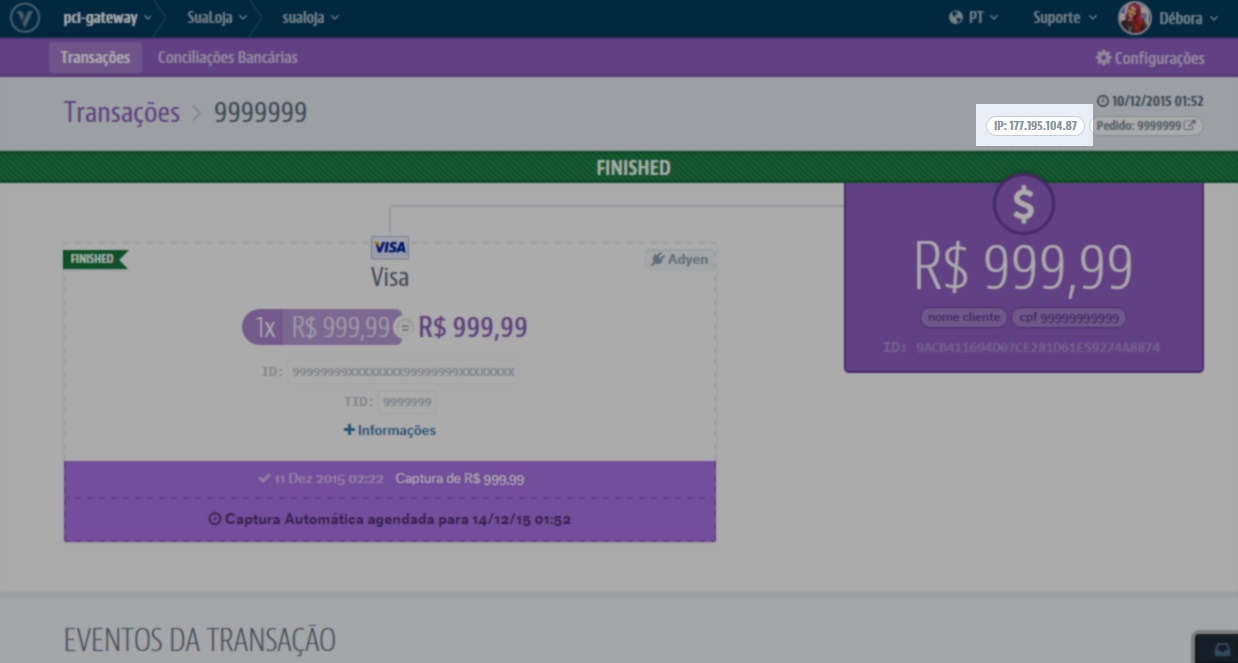 pci-gateway SuaLoja sualoja PT Suporte Débora
Transações Conciliações Bancárias Configurações
Transações > 9999999
10/12/2015 01:52
IP: 177.195.104.87 Pedido: 9999999
FINISHED
$
R$ 999,99
nome cliente cpf 99999999999
ID: 9ACB411694D07CE281D61E59274A8874
FINISHED
VISA
Adyen
Visa
1x R$ 999,99 = R$ 999,99
ID: 99999999XXXXXXXX99999999XXXXXXXX
TID: 9999999
+Informações
11 Dez 2015 02:22 Captura de R$ 999,99
Captura Automática agendada para 14/12/15 01:52
EVENTOS DA TRANSAÇÃO